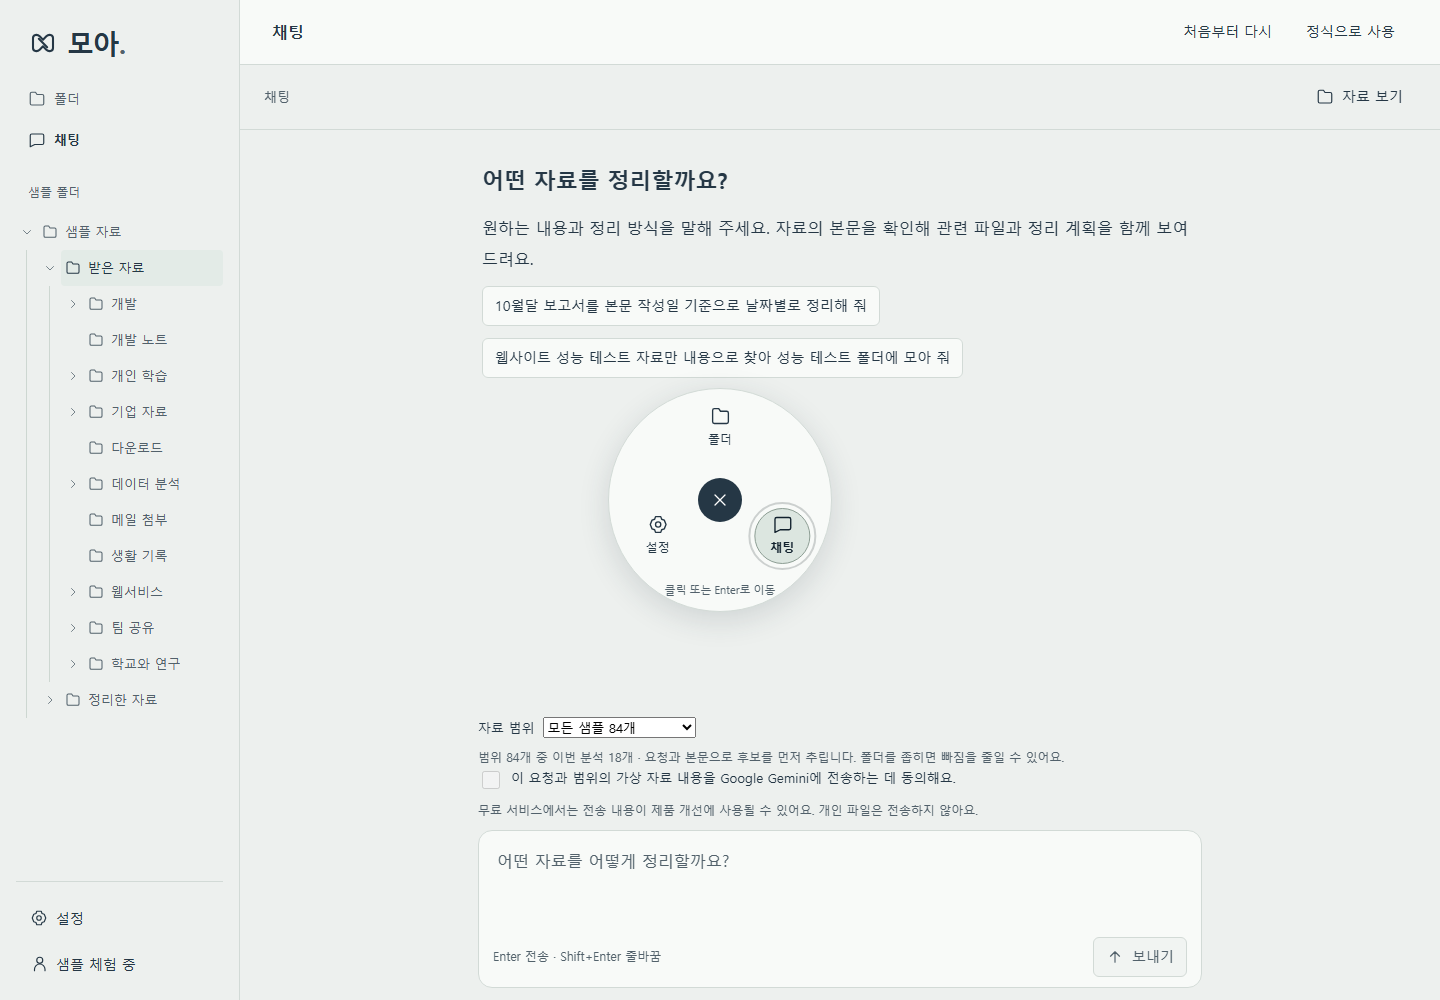 모아.
폴더
채팅
샘플 폴더
샘플 자료
받은 자료
개발
개발 노트
개인 학습
기업 자료
다운로드
데이터 분석
메일 첨부
생활 기록
웹서비스
팀 공유
학교와 연구
정리한 자료
설정
샘플 체험 중
채팅
처음부터 다시
정식으로 사용
채팅
자료 보기
어떤 자료를 정리할까요?
원하는 내용과 정리 방식을 말해 주세요. 자료의 본문을 확인해 관련 파일과 정리 계획을 함께 보여
드려요.
10월달 보고서를 본문 작성일 기준으로 날짜별로 정리해 줘
웹사이트 성능 테스트 자료만 내용으로 찾아 성능 테스트 폴더에 모아 줘
폴더
설정
채팅
클릭 또는 Enter로 이동
자료 범위 모든 샘플 84개
범위 84개 중 이번 분석 18개 · 요청과 본문으로 후보를 먼저 추립니다. 폴더를 좁히면 빠짐을 줄일 수 있어요.
이 요청과 범위의 가상 자료 내용을 Google Gemini에 전송하는 데 동의해요.
무료 서비스에서는 전송 내용이 제품 개선에 사용될 수 있어요. 개인 파일은 전송하지 않아요.
어떤 자료를 어떻게 정리할까요?
Enter 전송 · Shift+Enter 줄바꿈
보내기